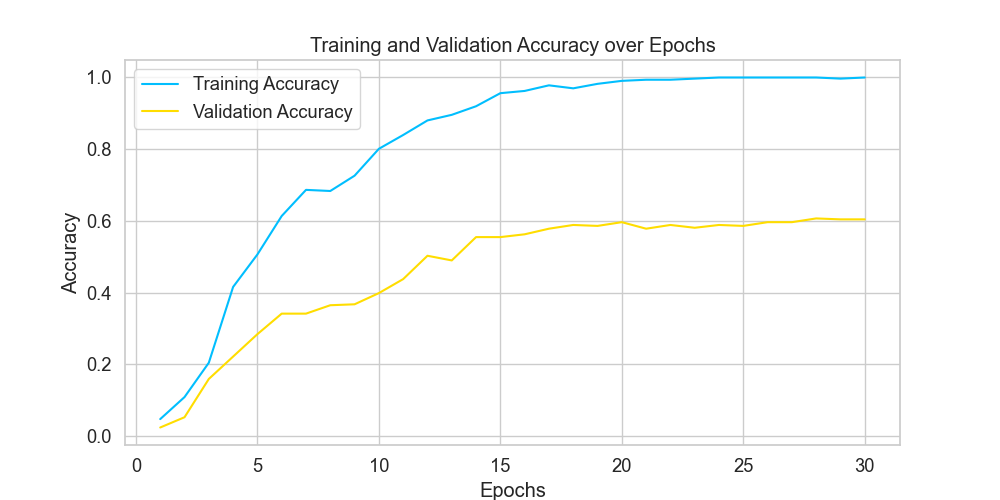 Training and Validation Accuracy over Epochs
Training Accuracy
Validation Accuracy
Accuracy
1.0
0.8
0.6
0.4
0.2
0.0
0 5 10 15 20 25 30
Epochs